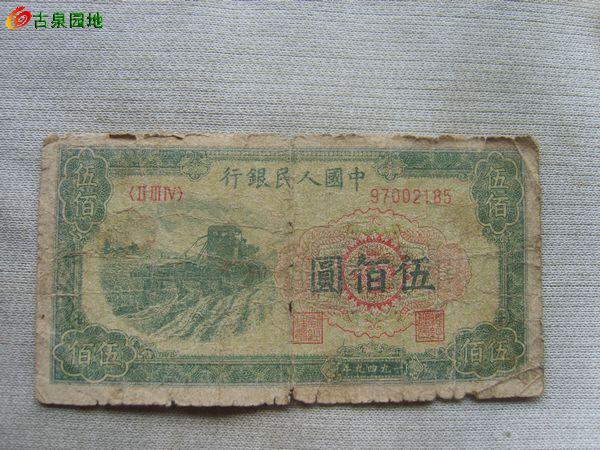 古泉园地
行銀民人國中
〈II III IV〉
97002185
伍佰
伍佰
圓佰伍
佰伍
佰伍
年九四九一